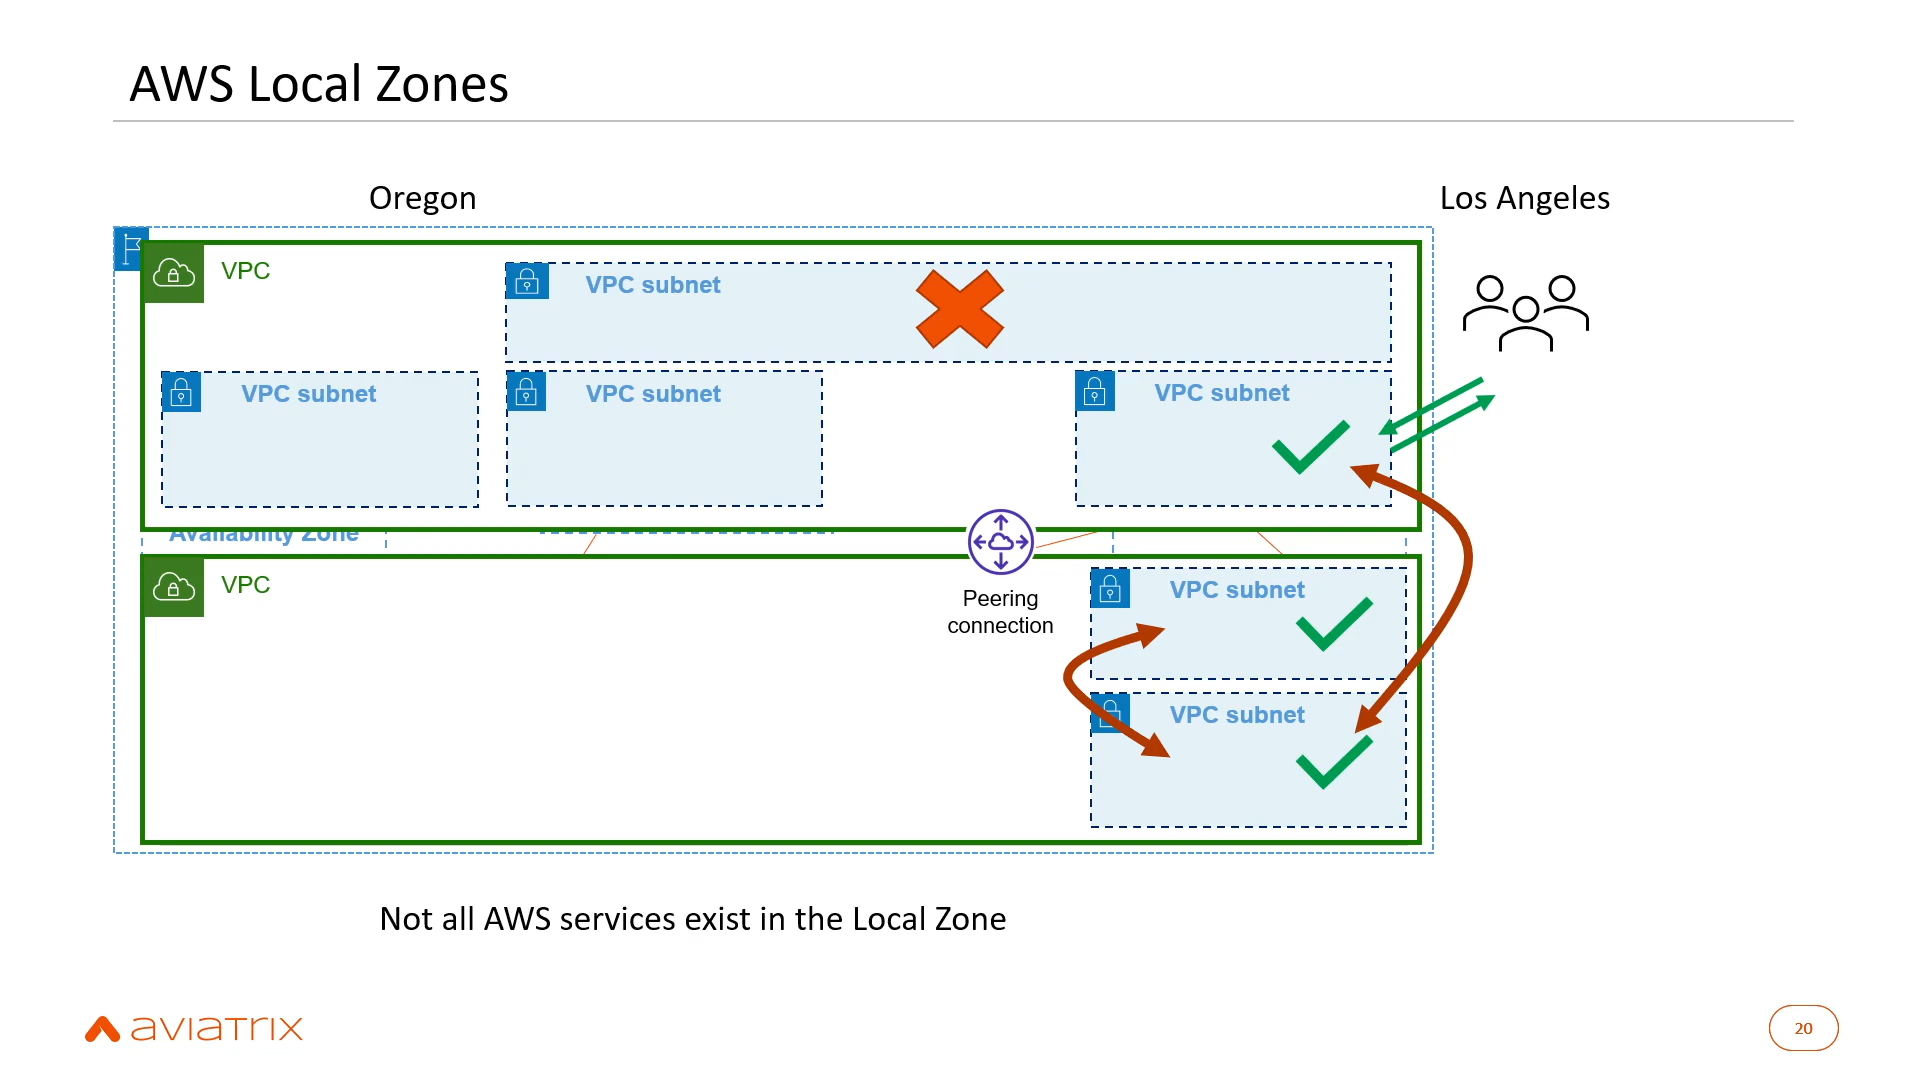 AWS Local Zones
Oregon
Los Angeles
VPC
VPC subnet
VPC subnet
VPC subnet
VPC subnet
Availability Zone
VPC
Peering
connection
VPC subnet
VPC subnet
Not all AWS services exist in the Local Zone
aviatrix
20